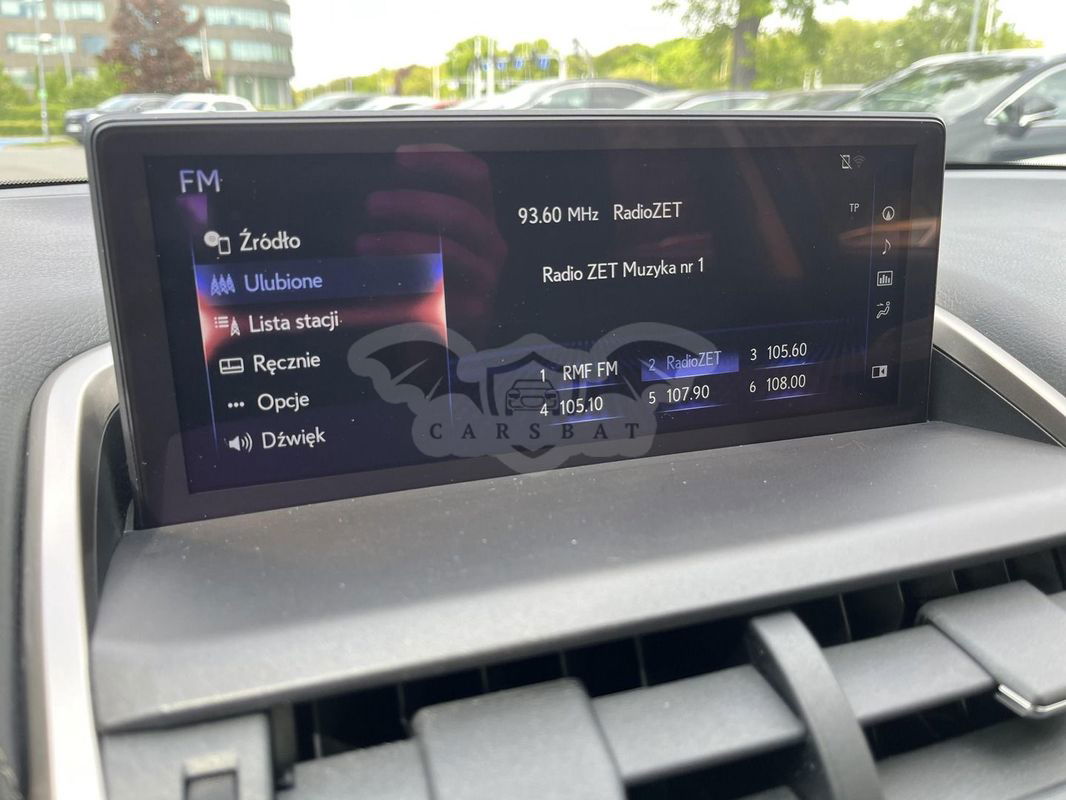 FM
93.60 MHz RadioZET
TP
Źródło
Ulubione
Radio ZET Muzyka nr 1
Lista stacji
Ręcznie
1 RMF FM 2 RadioZET 3 105.60
4 105.10 5 107.90 6 108.00
Opcje
Dźwięk
CARSBAT